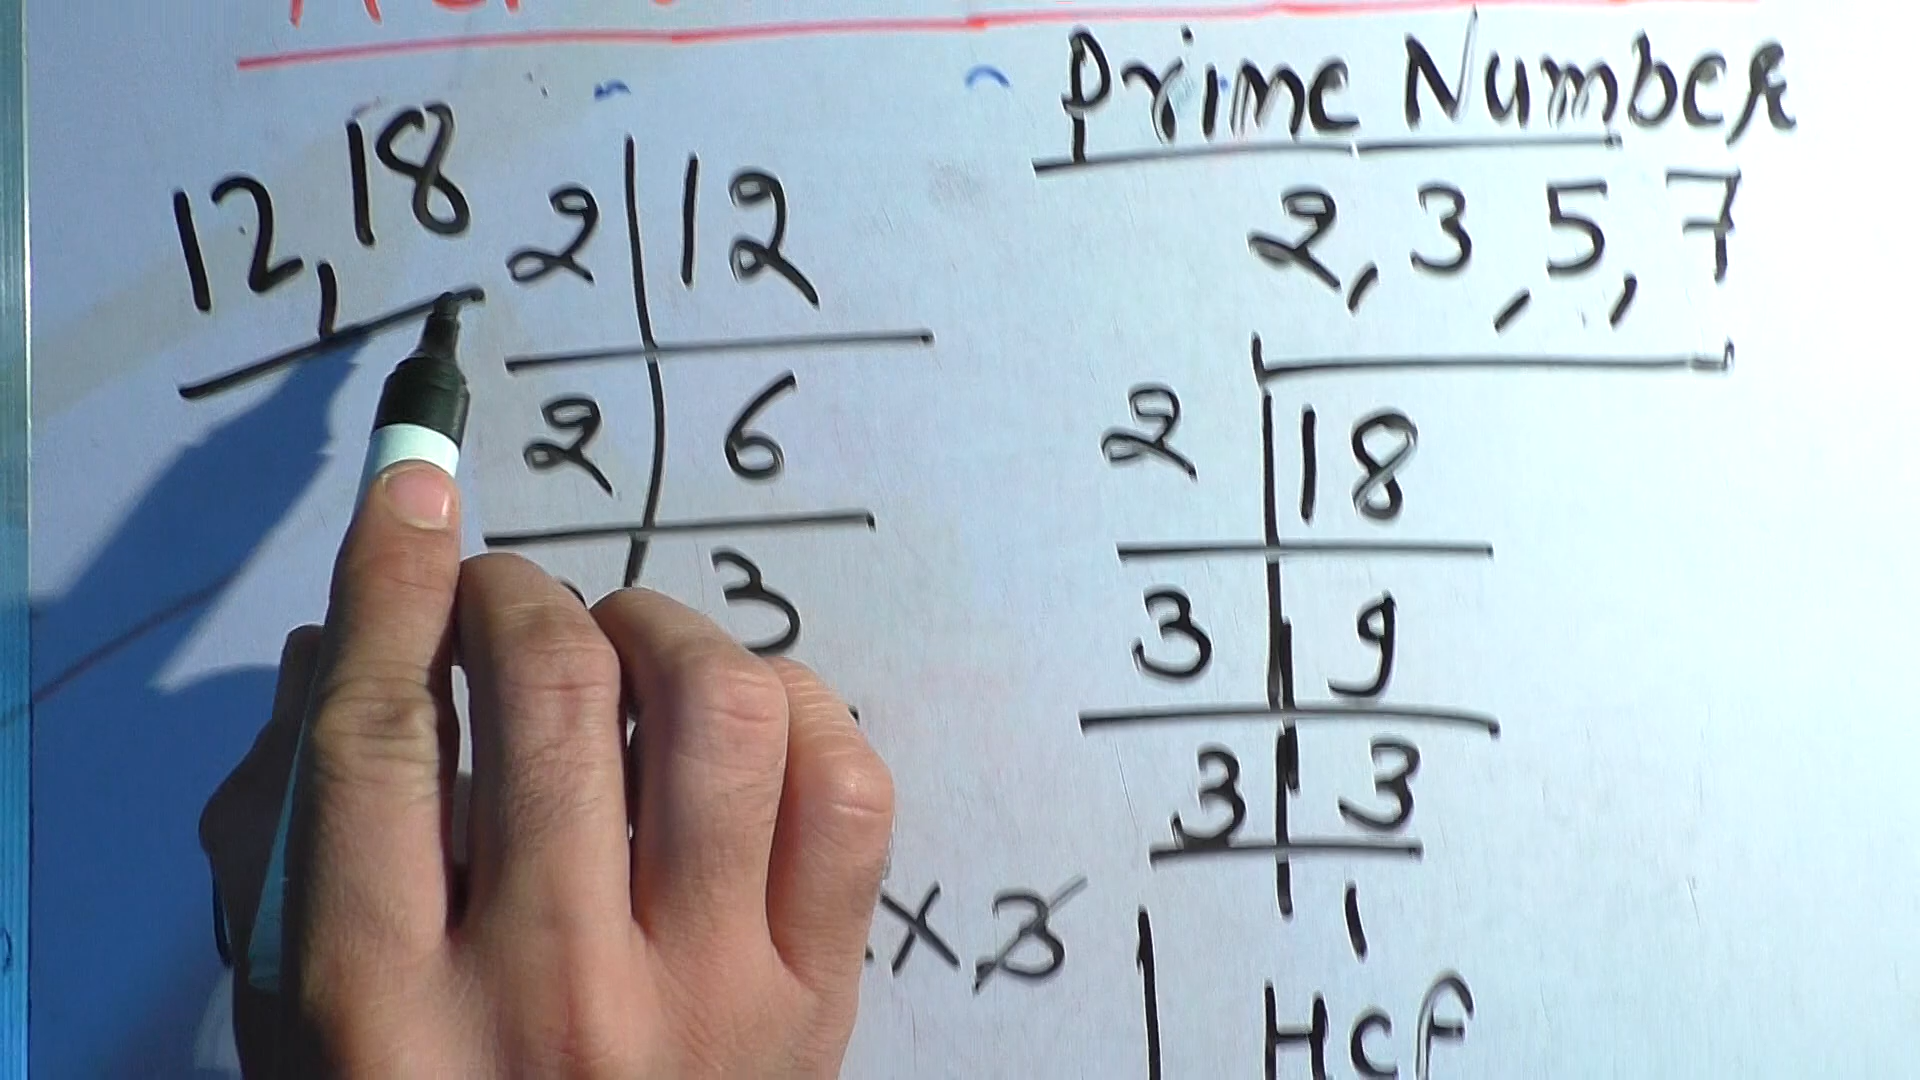 12, 18
2 | 12
2 | 6
3
Prime Number
2, 3, 5, 7
2 | 18
3 | 9
3 | 3
1
X 3
HCF